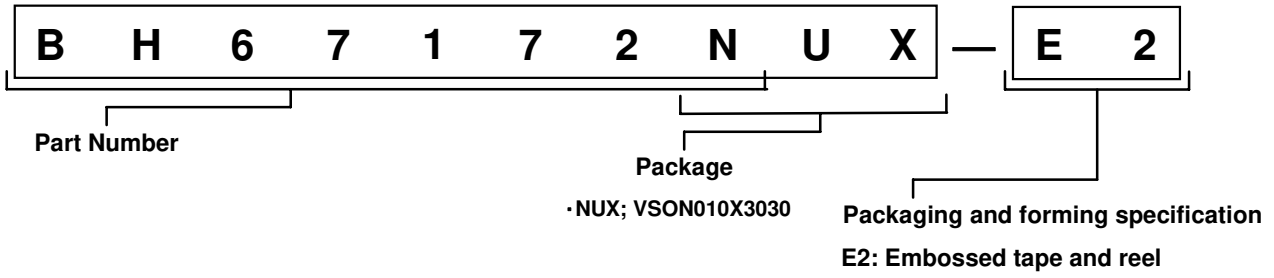 B H 6 7 1 7 2 N U X — E 2
Part Number
Package
・NUX; VSON010X3030
Packaging and forming specification
E2: Embossed tape and reel